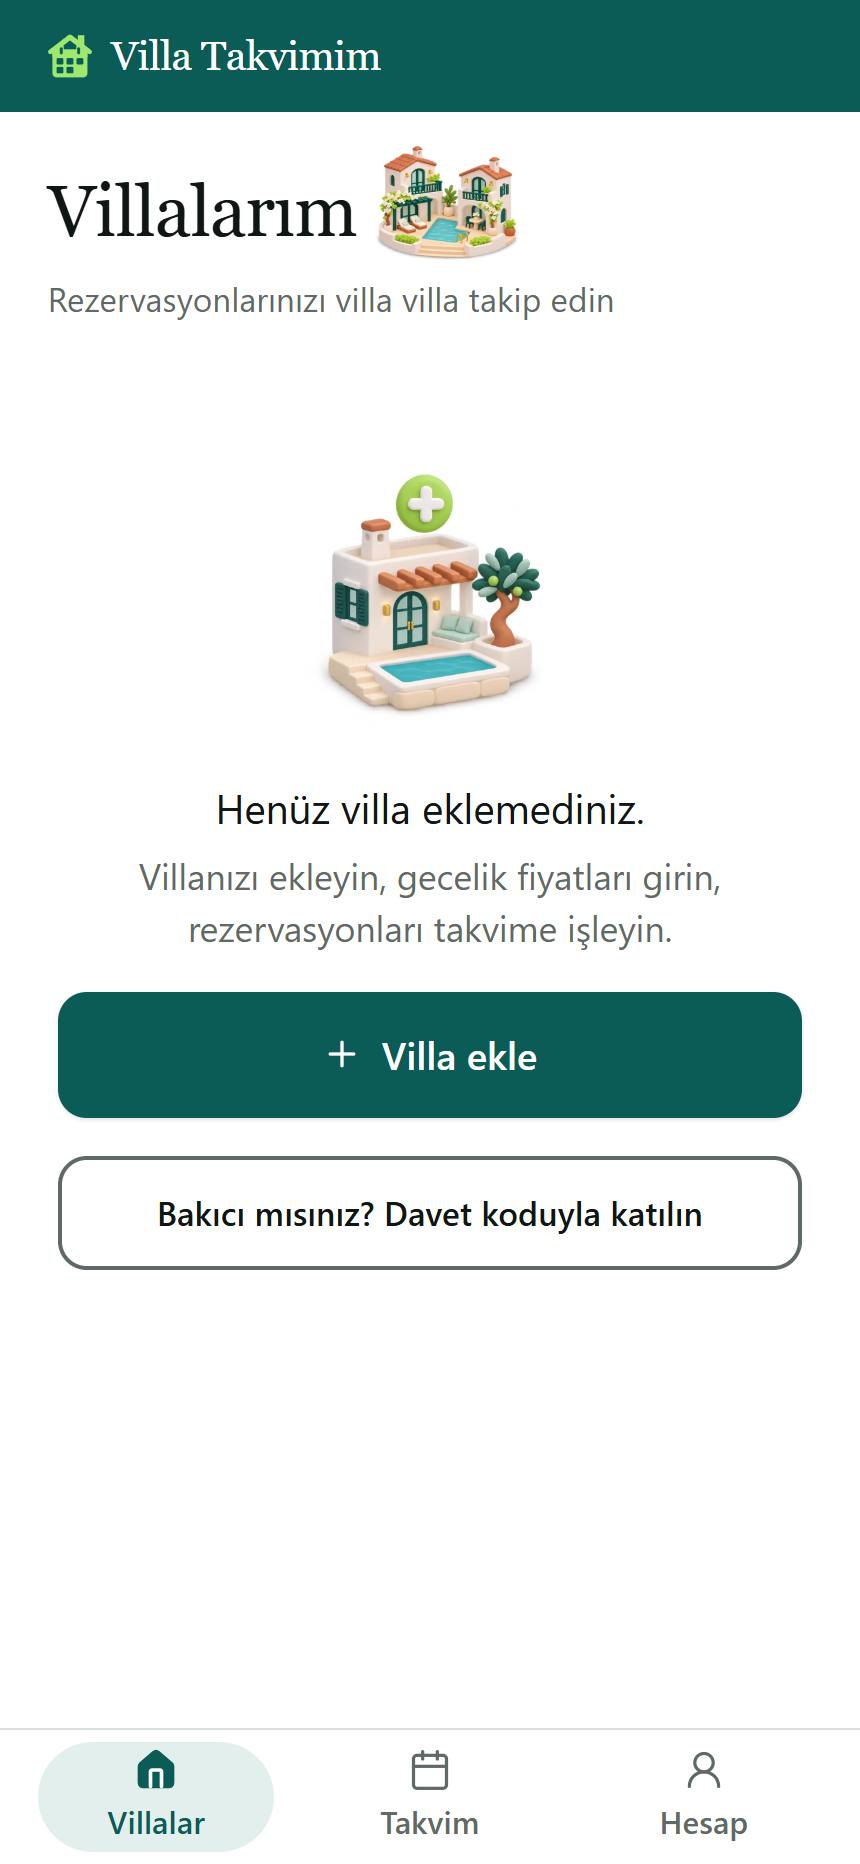 Villa Takvimim
Villalarım
Rezervasyonlarınızı villa villa takip edin
Henüz villa eklemediniz.
Villanızı ekleyin, gecelik fiyatları girin,
rezervasyonları takvime işleyin.
+ Villa ekle
Bakıcı mısınız? Davet koduyla katılın
Villalar
Takvim
Hesap